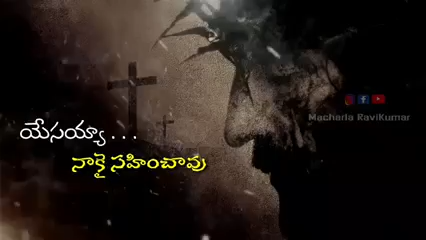 Macharla RaviKumar
యేసయ్యా . . .
నాకై సహించావు